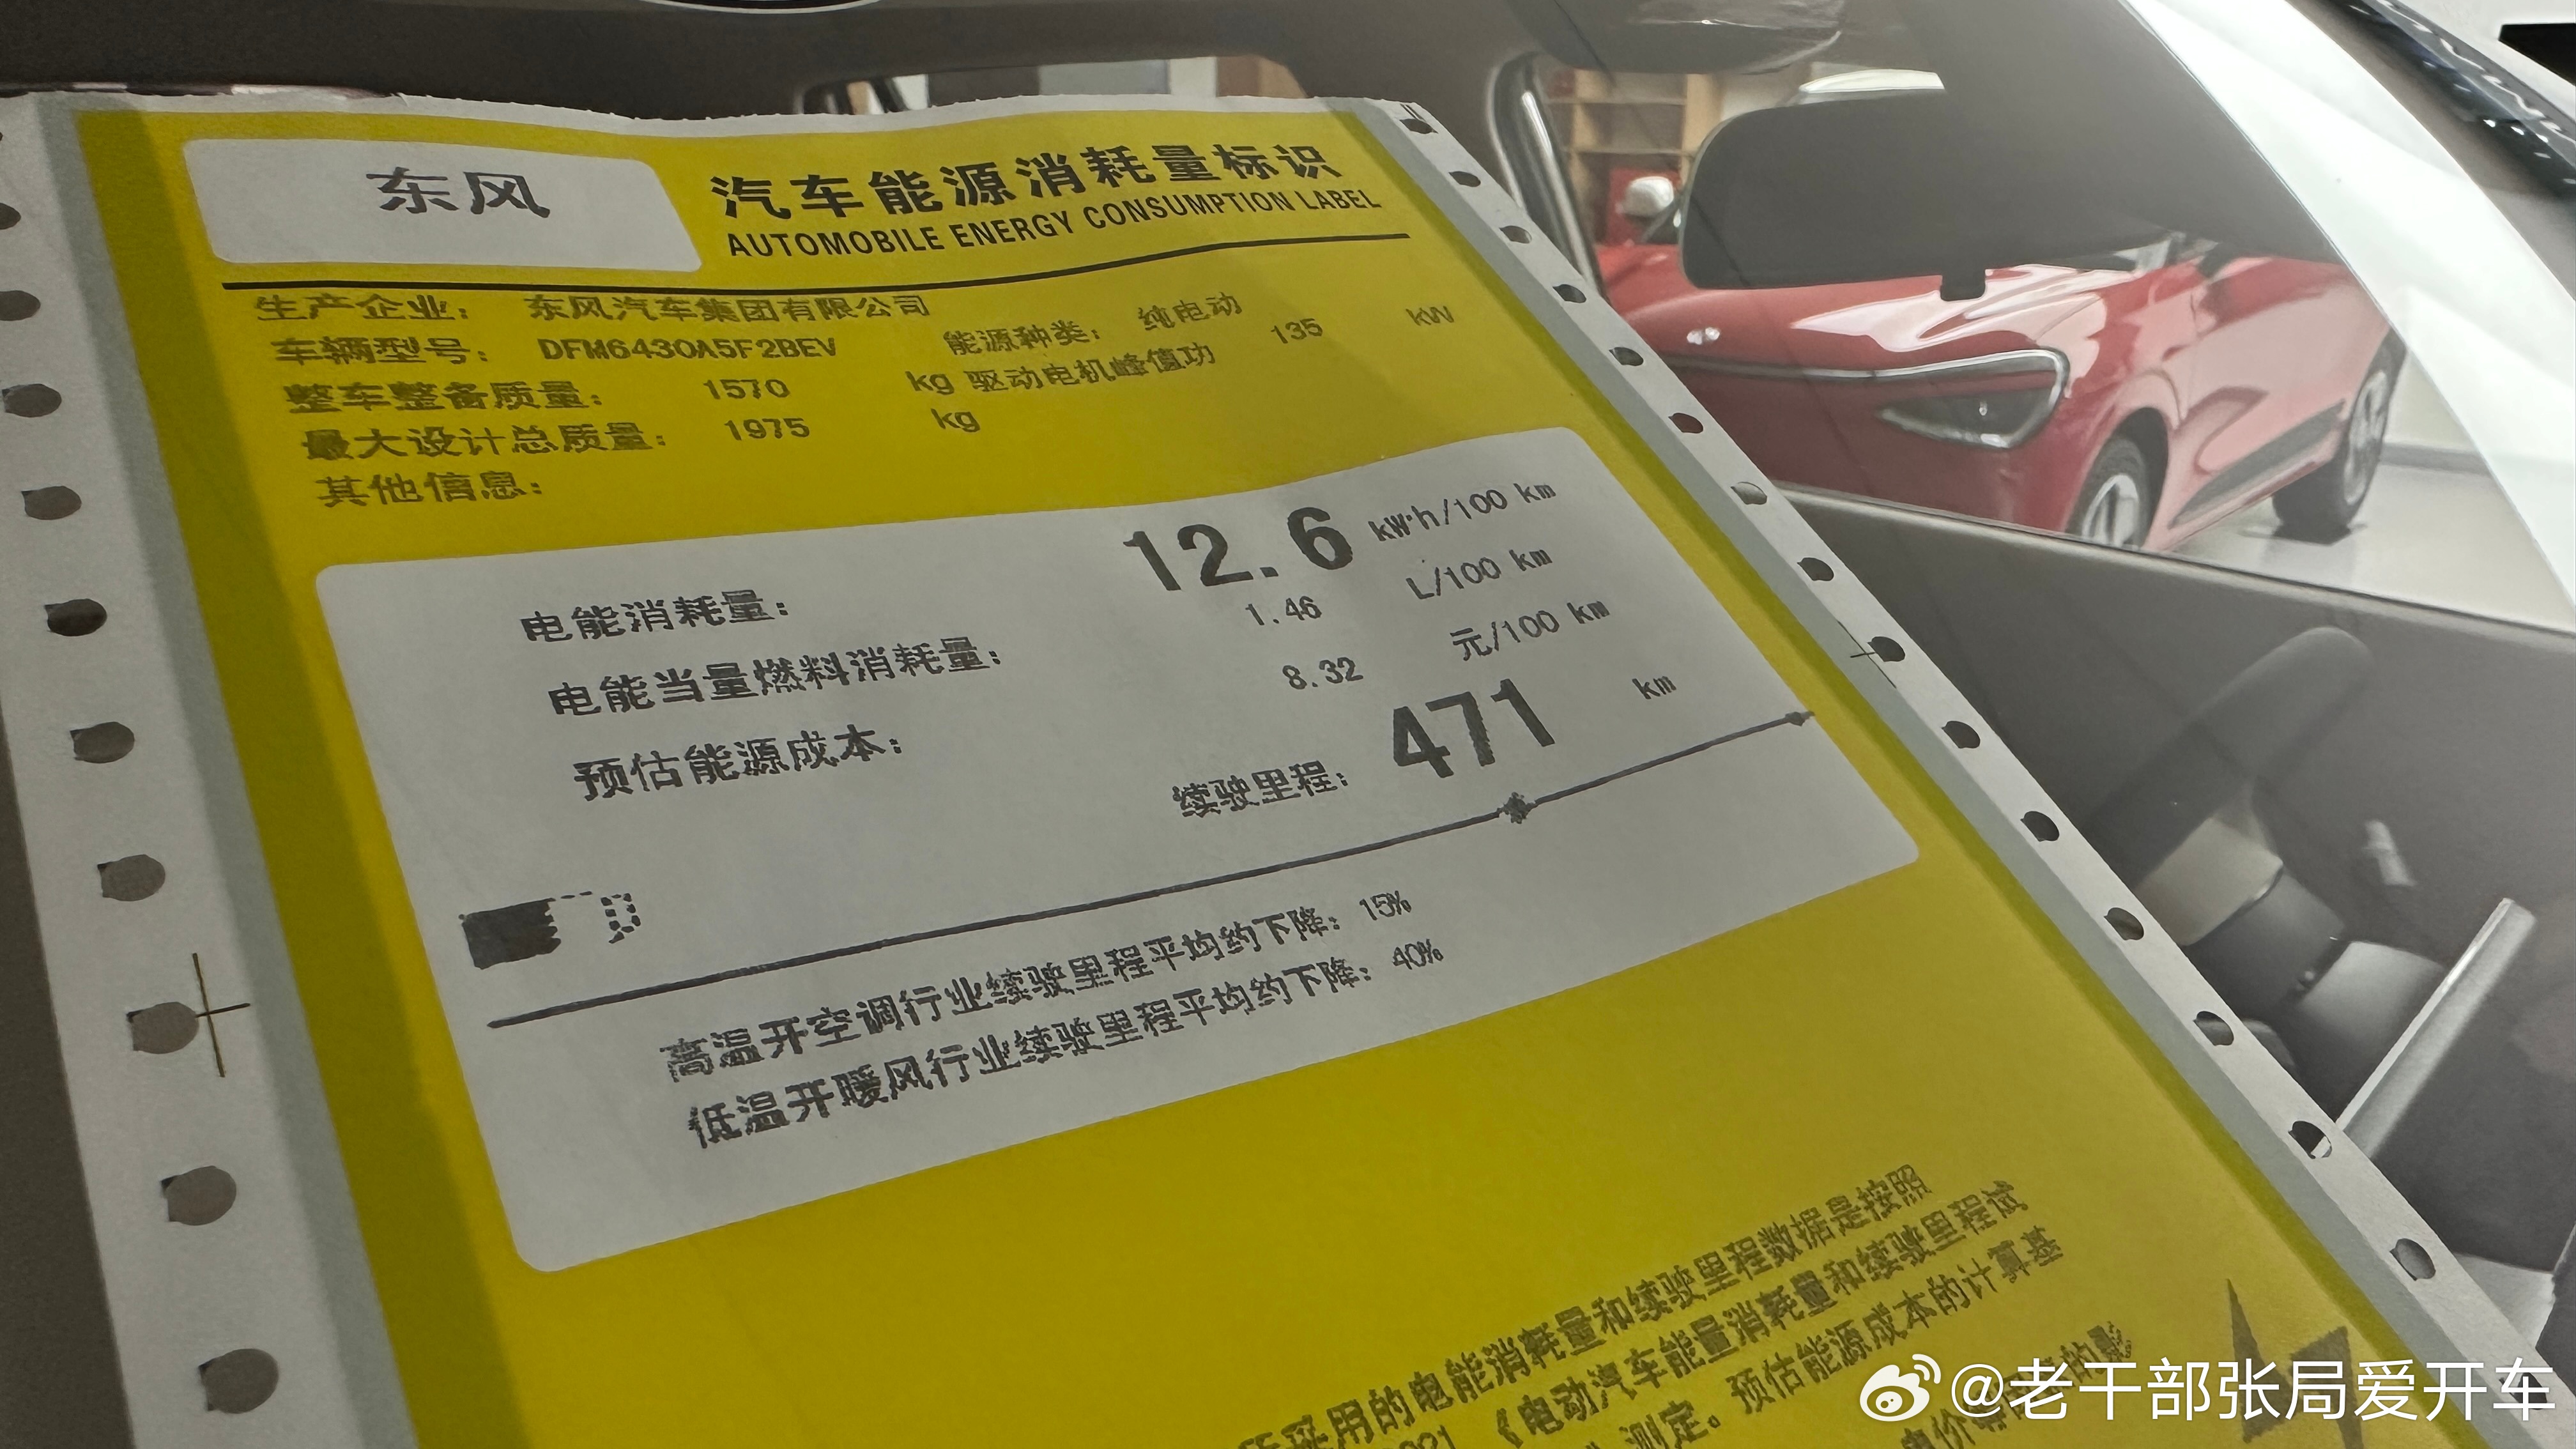 东风
汽车能源消耗量标识
AUTOMOBILE ENERGY CONSUMPTION LABEL
生产企业： 东风汽车集团有限公司
车辆型号： DFM6430A5F2BEV 能源种类： 纯电动
整车整备质量： 1570 kg 驱动电机峰值功 135 kW
最大设计总质量： 1975 kg
其他信息：
电能消耗量： 12.6 kW·h/100 km
电能当量燃料消耗量： 1.46 L/100 km
预估能源成本： 8.32 元/100 km
续驶里程： 471 km
高温开空调行业续驶里程平均约下降： 15%
低温开暖风行业续驶里程平均约下降： 40%
采用的电能消耗量和续驶里程数据是按照
《电动汽车能量消耗量和续驶里程试
测定。预估能源成本的计算基
@老干部张局爱开车